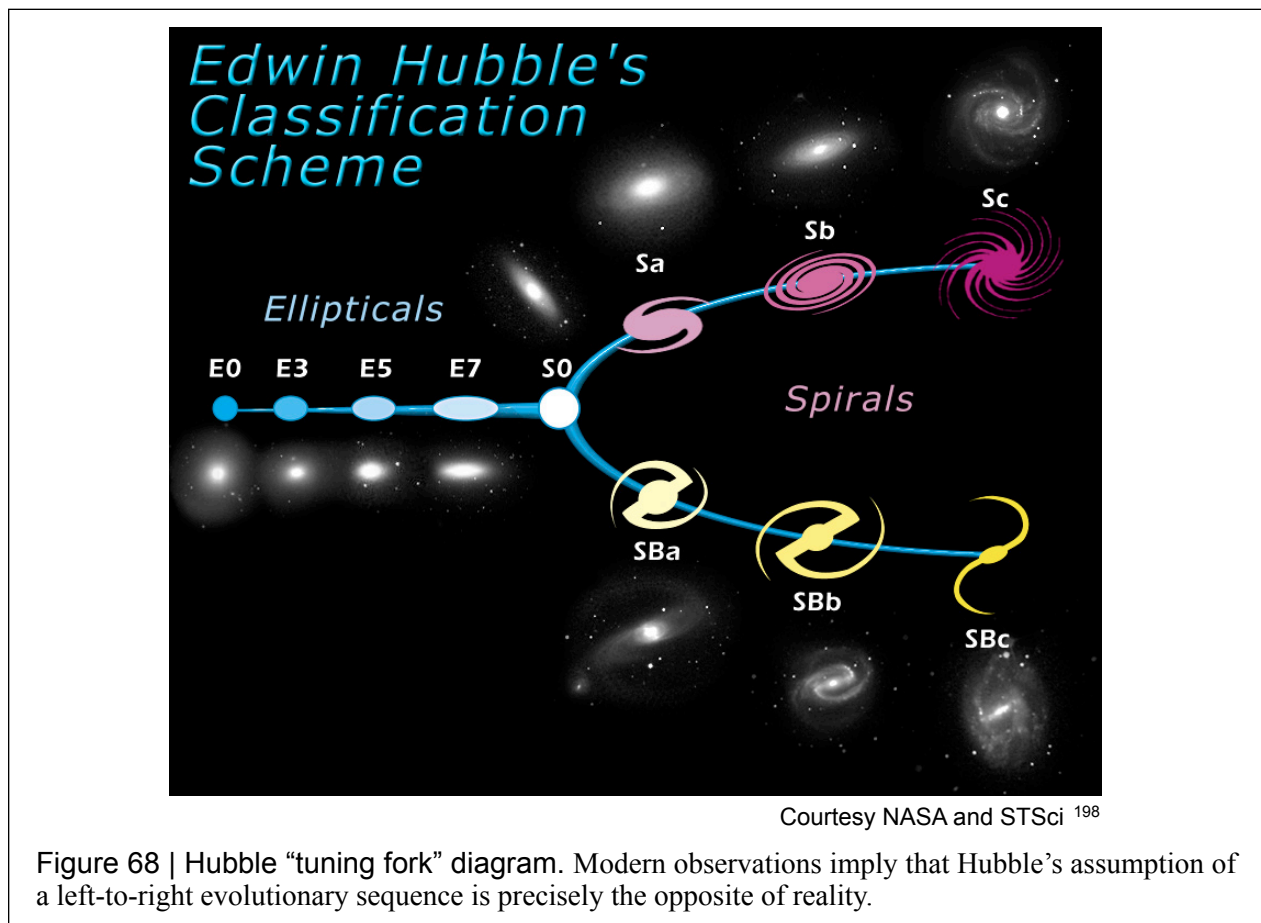 Edwin Hubble's
Classification
Scheme
Sc
Sb
Sa
Ellipticals
E0 E3 E5 E7 S0
Spirals
SBa
SBb
SBc
Courtesy NASA and STSci 198
Figure 68 | Hubble “tuning fork” diagram. Modern observations imply that Hubble’s assumption of
a left-to-right evolutionary sequence is precisely the opposite of reality.